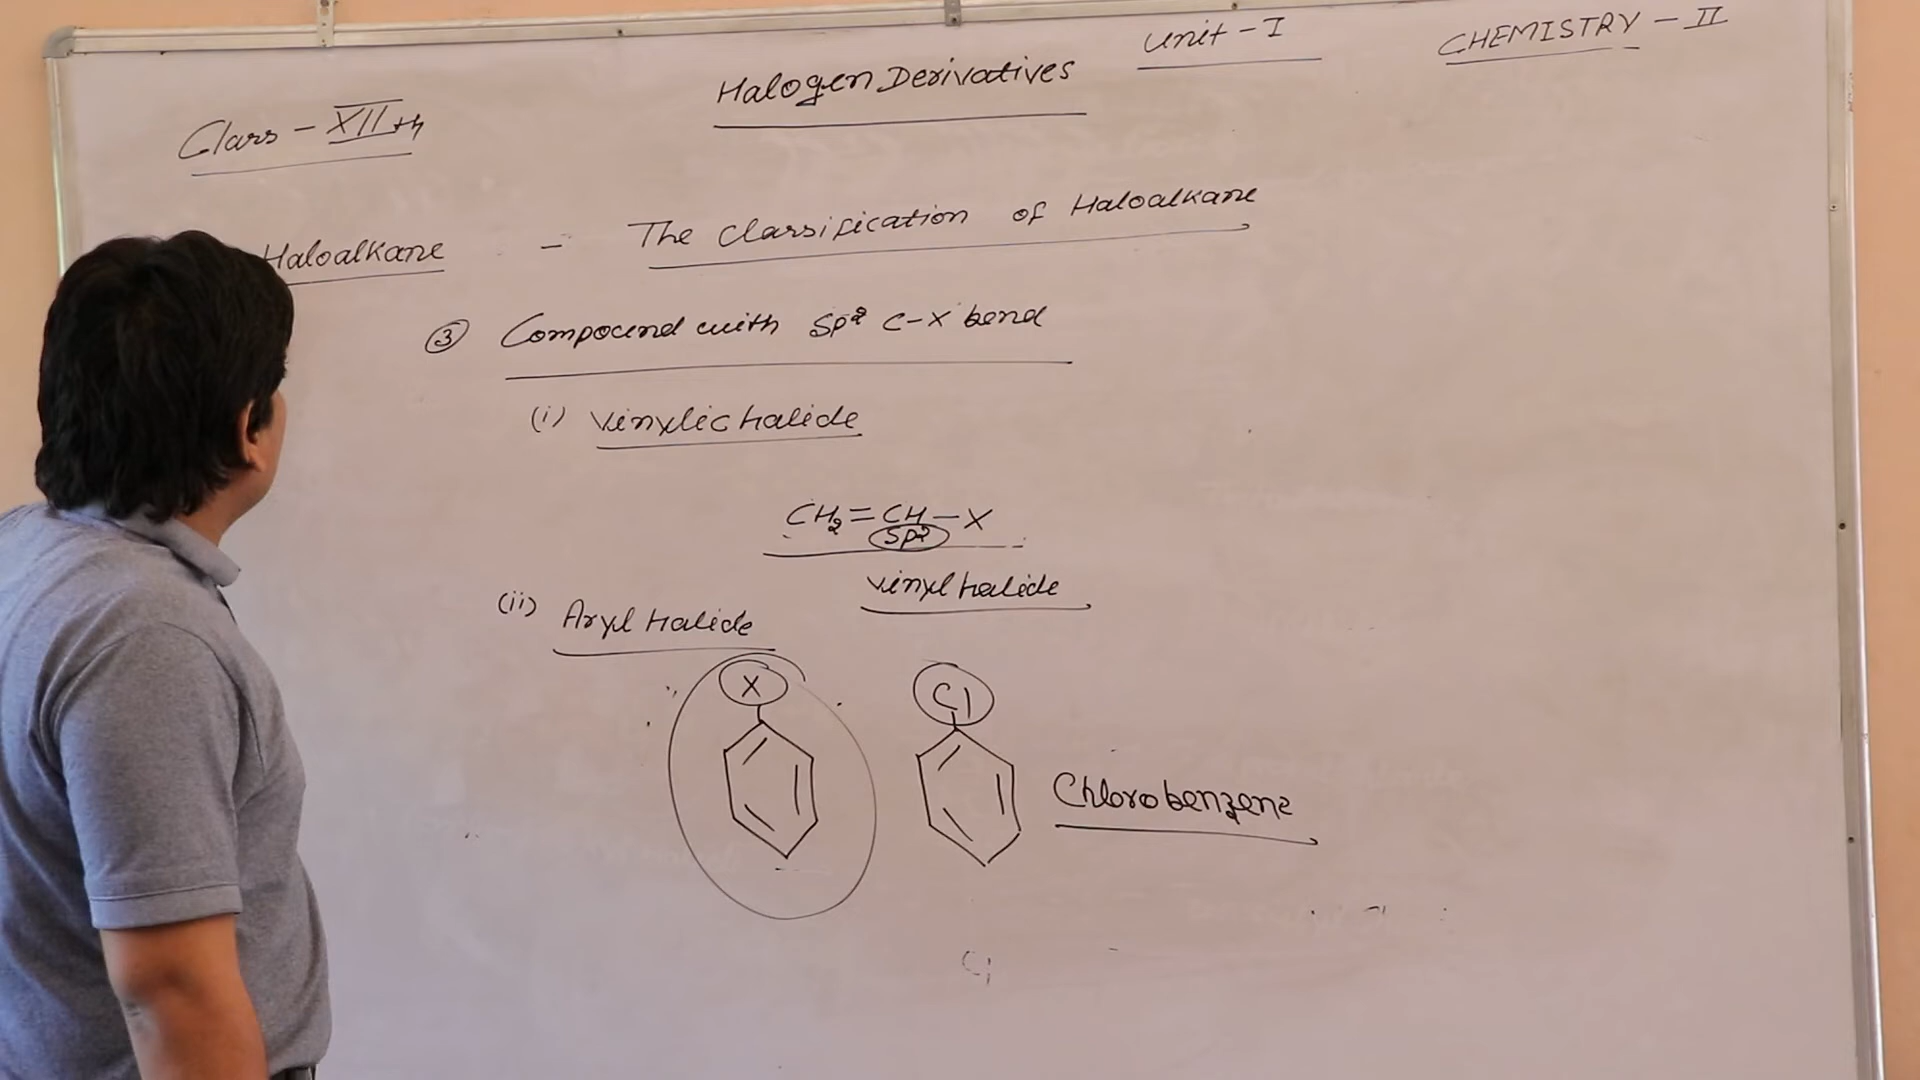 Unit - I
CHEMISTRY - II
Halogen Derivatives
Class - XII th
Haloalkane - The Classification of Haloalkane
③ Compound with Sp² C-X bond
(i) Vinylic halide
CH₂=CH-X
Sp²
Vinyl halide
(ii) Aryl halide
X
Cl
Chlorobenzene